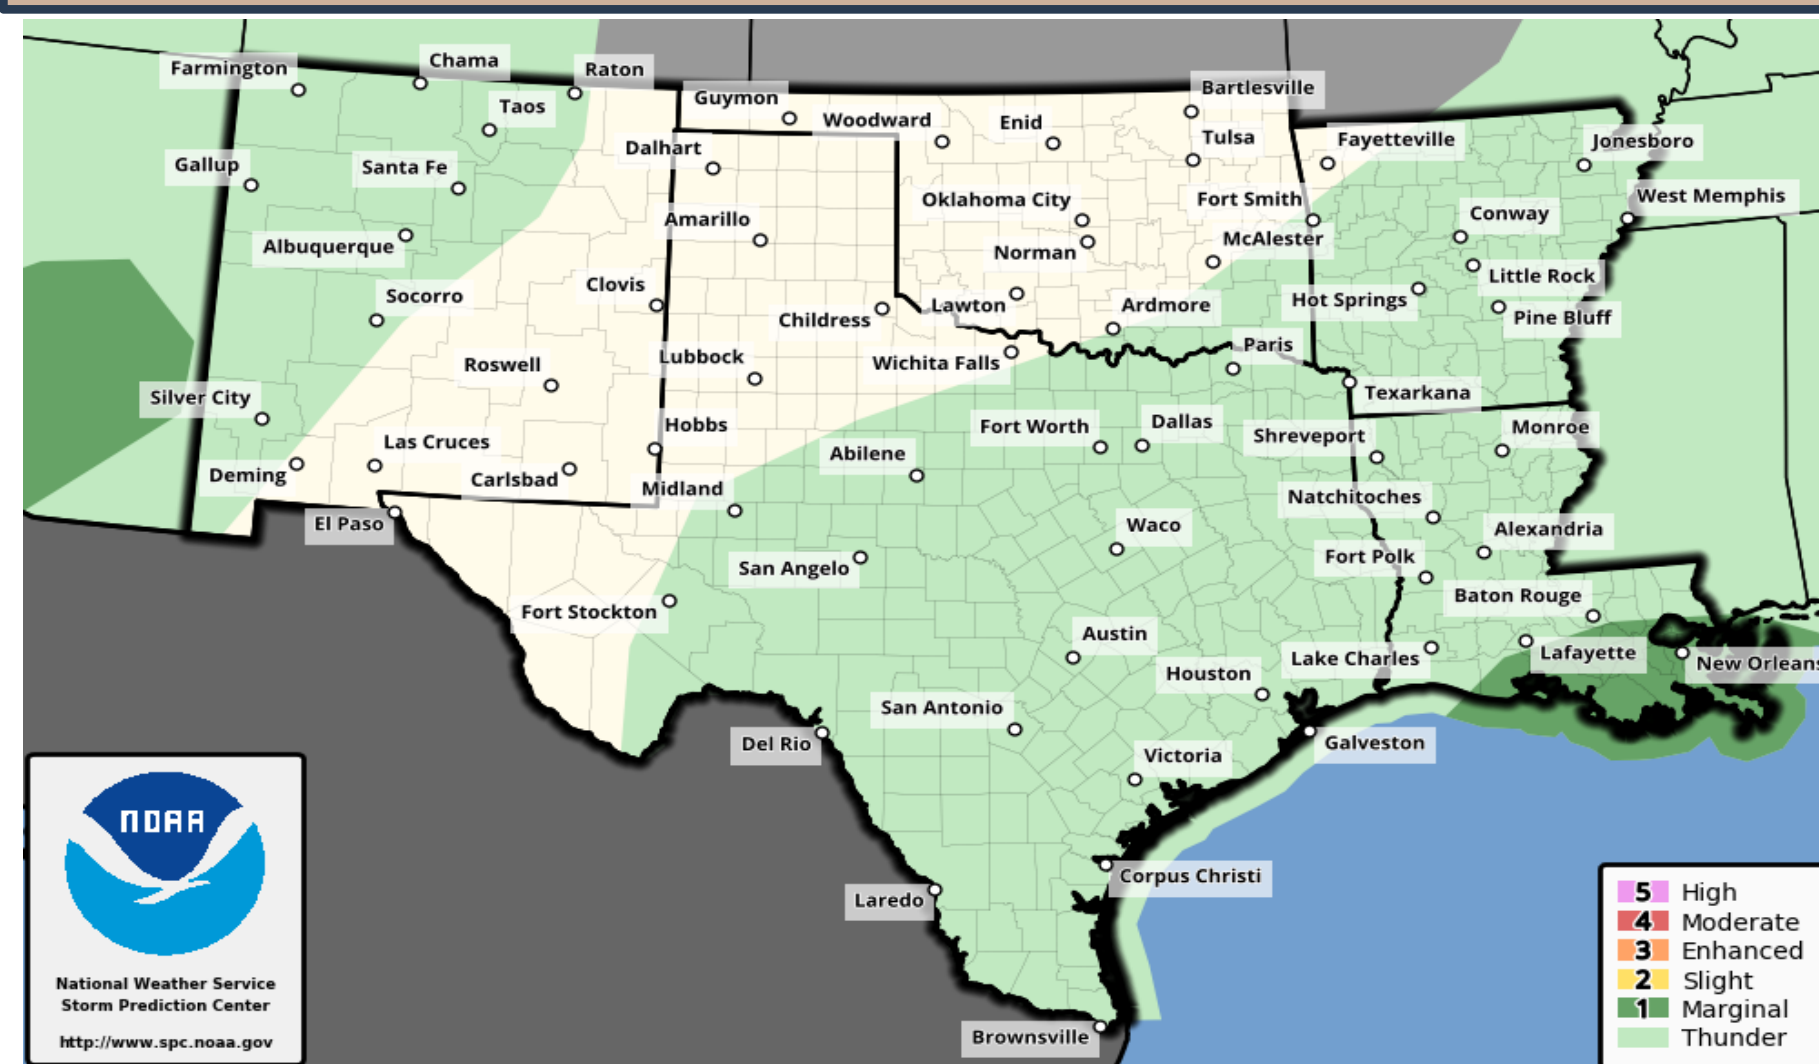 Farmington
Chama
Raton
Taos
Guymon
Woodward
Enid
Bartlesville
Tulsa
Fayetteville
Jonesboro
Gallup
Santa Fe
Dalhart
Oklahoma City
Fort Smith
West Memphis
Conway
Albuquerque
Amarillo
Norman
McAlester
Little Rock
Socorro
Clovis
Childress
Lawton
Ardmore
Hot Springs
Pine Bluff
Roswell
Lubbock
Wichita Falls
Paris
Silver City
Texarkana
Las Cruces
Hobbs
Abilene
Fort Worth
Dallas
Shreveport
Monroe
Deming
Carlsbad
Midland
Natchitoches
El Paso
Waco
Alexandria
San Angelo
Fort Polk
Fort Stockton
Baton Rouge
Austin
Lake Charles
Lafayette
New Orleans
Houston
San Antonio
Del Rio
Victoria
Galveston
Corpus Christi
Laredo
Brownsville
NOAA
National Weather Service
Storm Prediction Center
http://www.spc.noaa.gov
5 High
4 Moderate
3 Enhanced
2 Slight
1 Marginal
Thunder